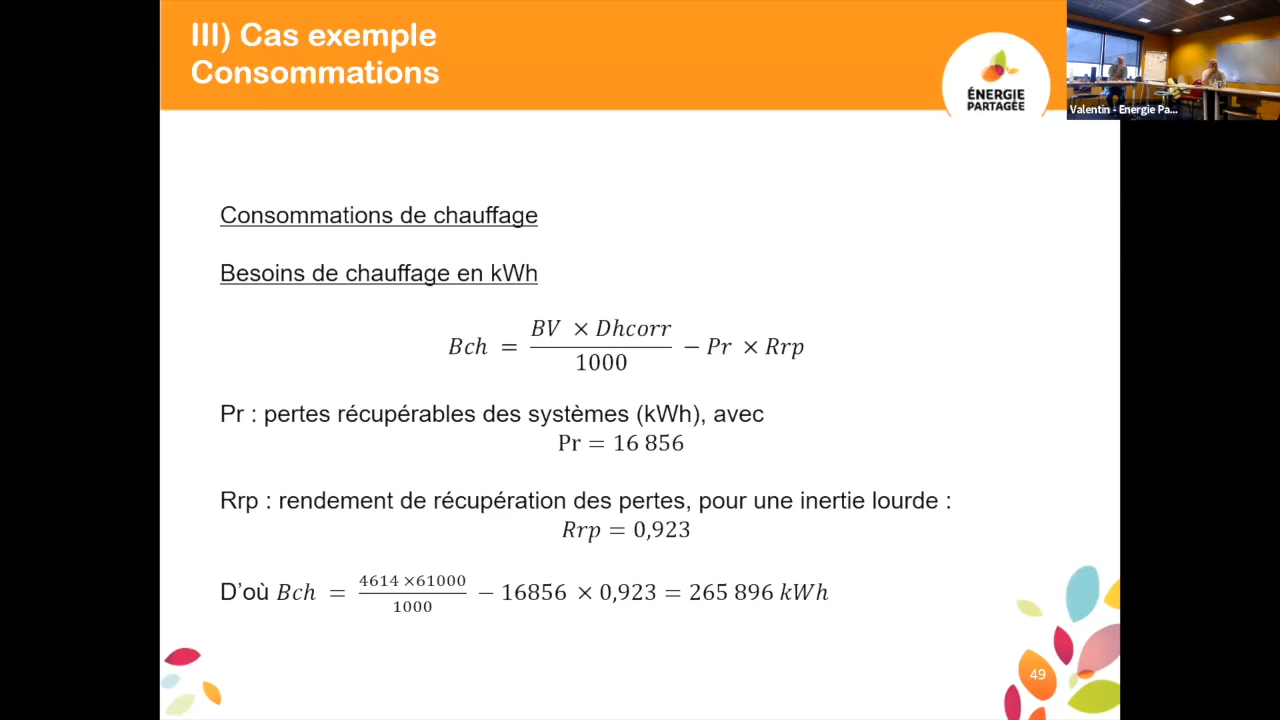 III) Cas exemple
Consommations
ÉNERGIE
PARTAGÉE
Valentin - Energie Pa...
Consommations de chauffage
Besoins de chauffage en kWh
Bch = BV × Dhcorr / 1000 − Pr × Rrp
Pr : pertes récupérables des systèmes (kWh), avec
Pr = 16 856
Rrp : rendement de récupération des pertes, pour une inertie lourde :
Rrp = 0,923
D’où Bch = 4614 ×61000 / 1000 − 16856 × 0,923 = 265 896 kWh
49